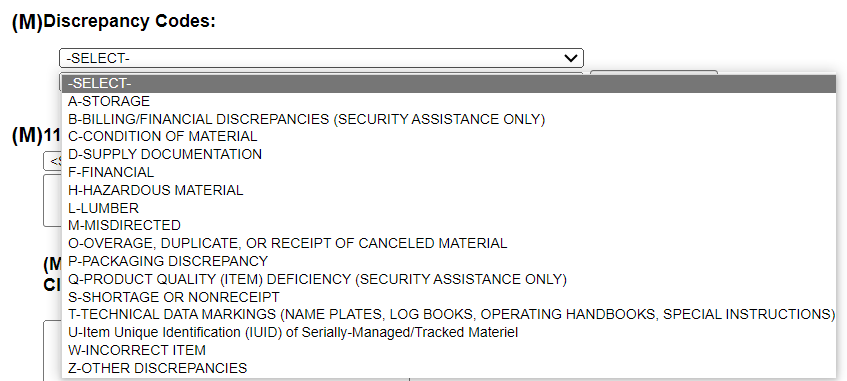 (M)Discrepancy Codes:
-SELECT-
-SELECT-
A-STORAGE
B-BILLING/FINANCIAL DISCREPANCIES (SECURITY ASSISTANCE ONLY)
C-CONDITION OF MATERIAL
(M)11
D-SUPPLY DOCUMENTATION
F-FINANCIAL
H-HAZARDOUS MATERIAL
L-LUMBER
M-MISDIRECTED
O-OVERAGE, DUPLICATE, OR RECEIPT OF CANCELED MATERIAL
P-PACKAGING DISCREPANCY
Q-PRODUCT QUALITY (ITEM) DEFICIENCY (SECURITY ASSISTANCE ONLY)
S-SHORTAGE OR NONRECEIPT
T-TECHNICAL DATA MARKINGS (NAME PLATES, LOG BOOKS, OPERATING HANDBOOKS, SPECIAL INSTRUCTIONS)
U-Item Unique Identification (IUID) of Serially-Managed/Tracked Materiel
W-INCORRECT ITEM
Z-OTHER DISCREPANCIES